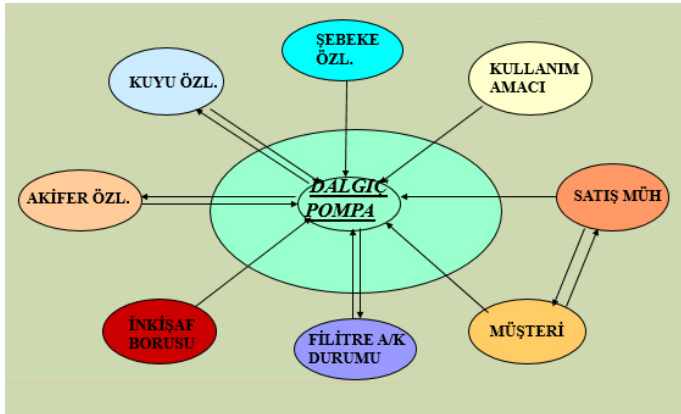 ŞEBEKE
ÖZL.
KUYU ÖZL.
KULLANIM
AMACI
DALGIÇ
POMPA
AKİFER ÖZL.
SATIŞ MÜH
İNKİŞAF
BORUSU
FİLİTRE A/K
DURUMU
MÜŞTERİ